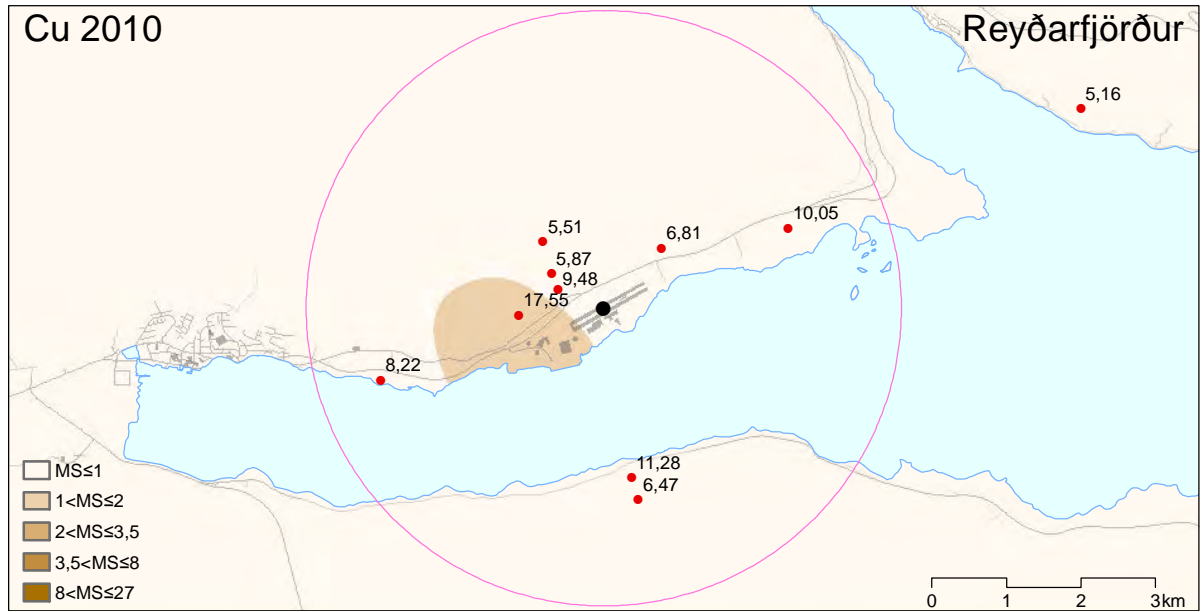 Cu 2010
Reyðarfjörður
5,16
10,05
5,51
6,81
5,87
9,48
17,55
8,22
11,28
6,47
MS≤1
1<MS≤2
2<MS≤3,5
3,5<MS≤8
8<MS≤27
0 1 2 3 km